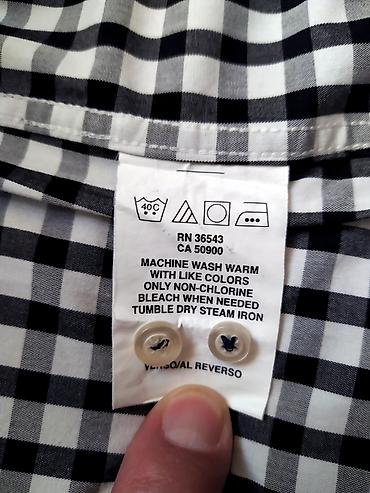 40C
RN 36543
CA 50900
MACHINE WASH WARM
WITH LIKE COLORS
ONLY NON-CHLORINE
BLEACH WHEN NEEDED
TUMBLE DRY STEAM IRON
VERSO/AL REVERSO